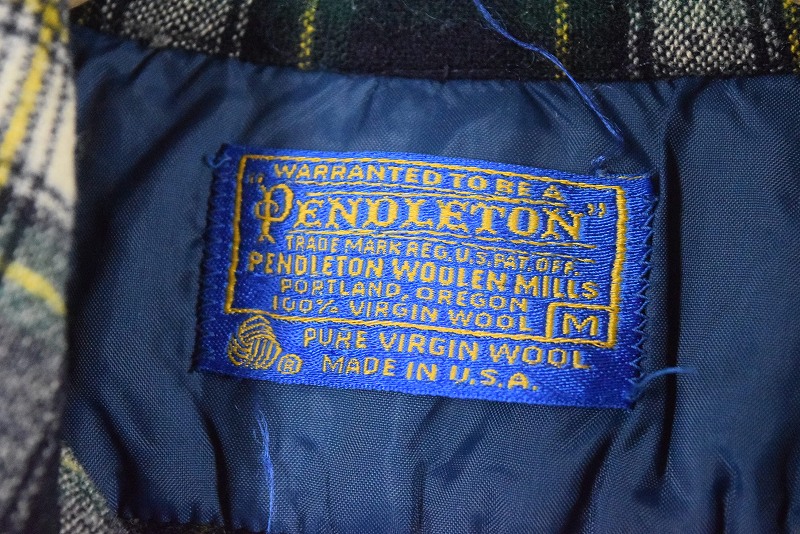 WARRANTED TO BE A
"PENDLETON"
TRADE MARK REG. U.S. PAT. OFF.
PENDLETON WOOLEN MILLS
PORTLAND, OREGON
100% VIRGIN WOOL M
PURE VIRGIN WOOL
® MADE IN U.S.A.